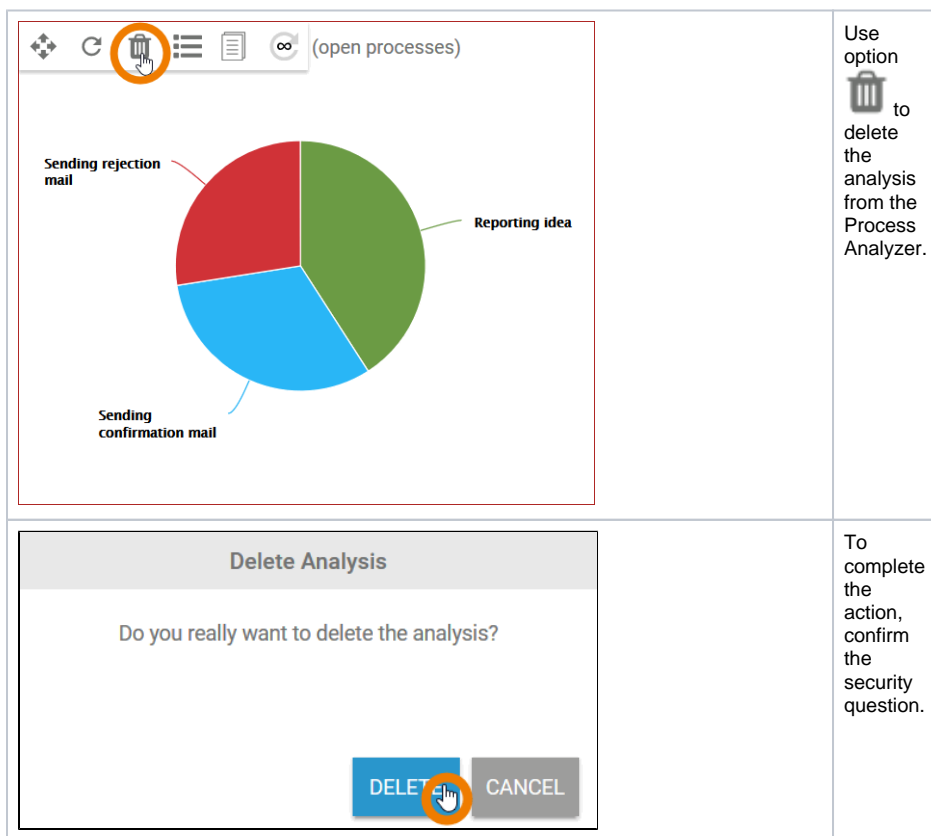 (open processes)
Sending rejection
mail
Reporting idea
Sending
confirmation mail
Use
option
to
delete
the
analysis
from the
Process
Analyzer.
Delete Analysis
Do you really want to delete the analysis?
DELETE CANCEL
To
complete
the
action,
confirm
the
security
question.